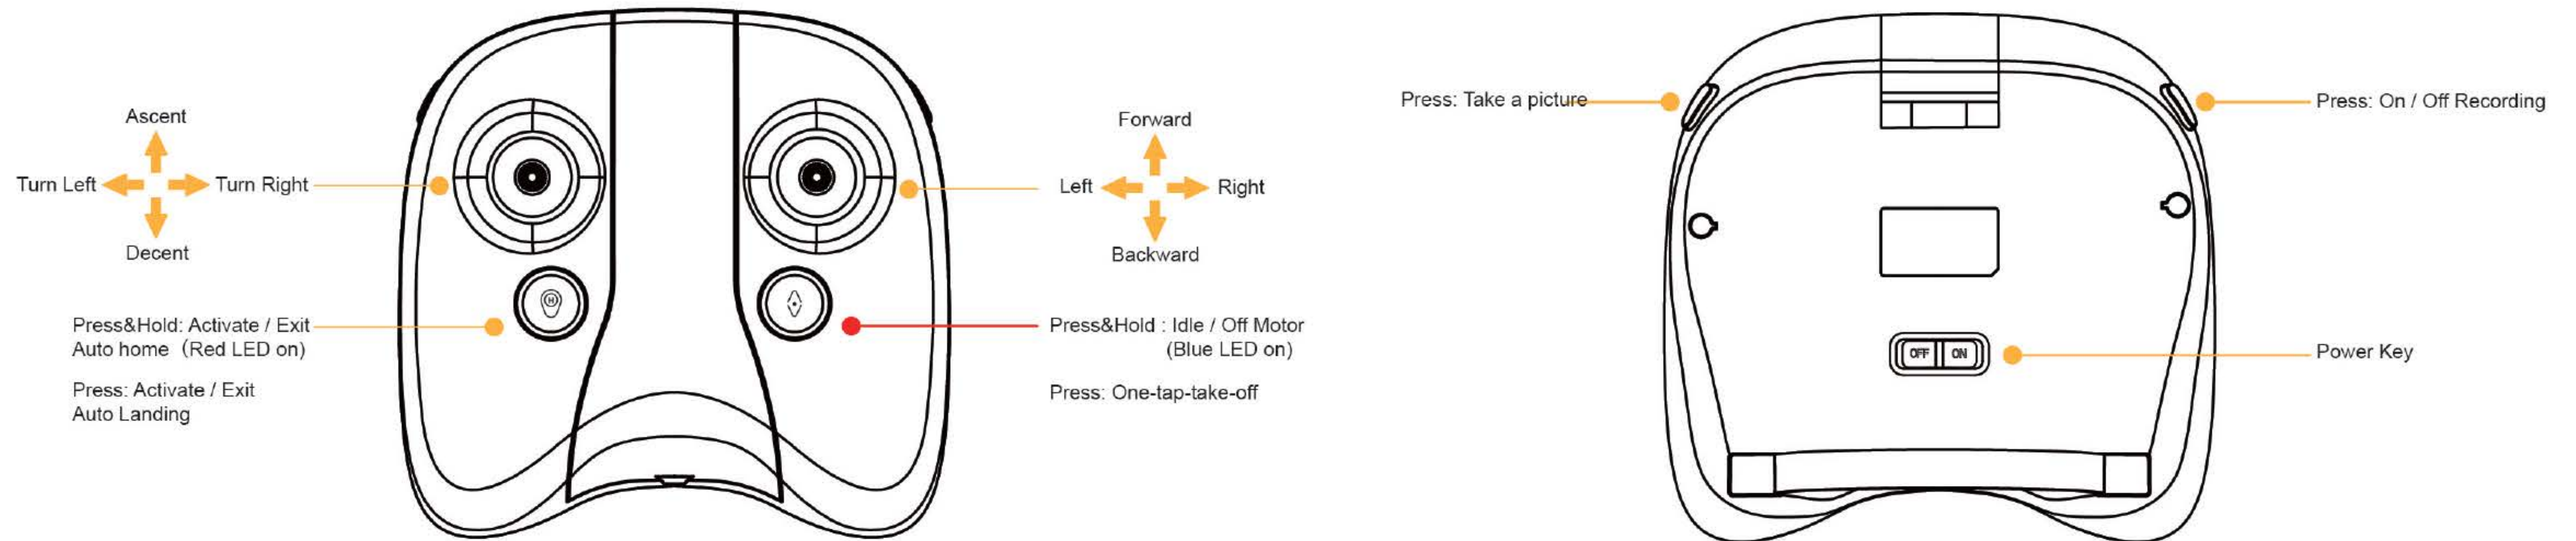 Ascent
Turn Left
Turn Right
Decent
Press&Hold: Activate / Exit
Auto home（Red LED on)
Press: Activate / Exit
Auto Landing
H
Forward
Left
Right
Backward
Press&Hold : Idle / Off Motor
(Blue LED on)
Press: One-tap-take-off
Press: Take a picture
Press: On / Off Recording
OFF
ON
Power Key